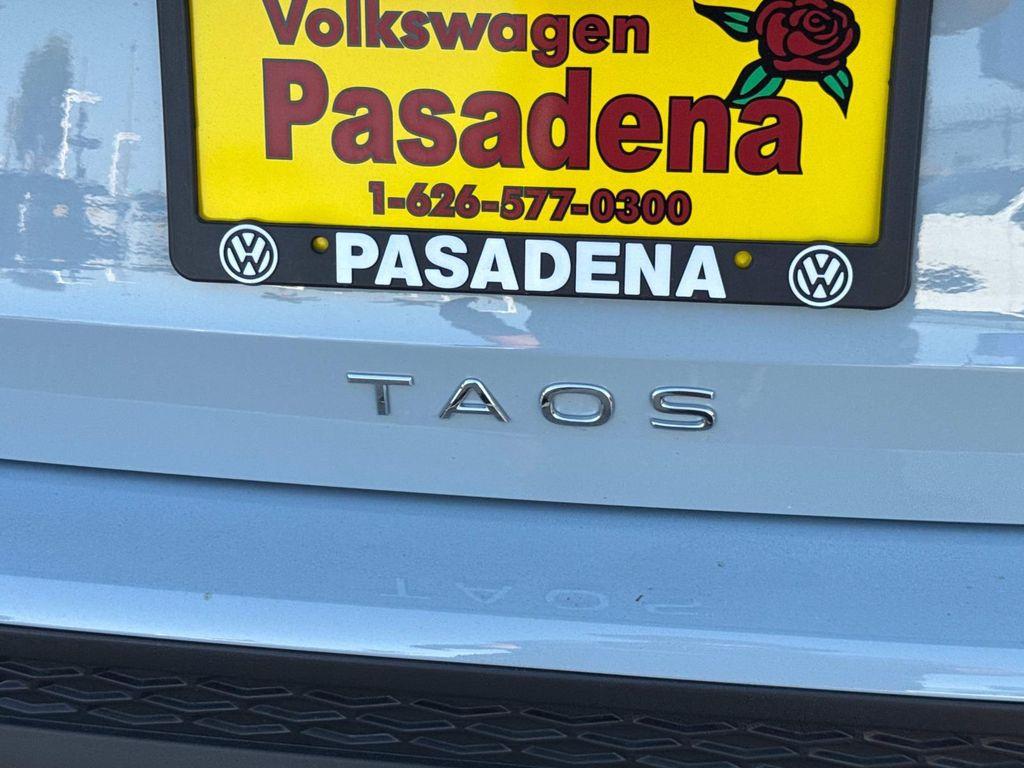 Volkswagen
Pasadena
1-626-577-0300
PASADENA
TAOS